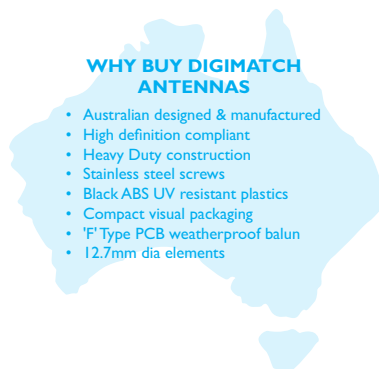 WHY BUY DIGIMATCH
ANTENNAS
• Australian designed & manufactured
• High definition compliant
• Heavy Duty construction
• Stainless steel screws
• Black ABS UV resistant plastics
• Compact visual packaging
• 'F' Type PCB weatherproof balun
• 12.7mm dia elements